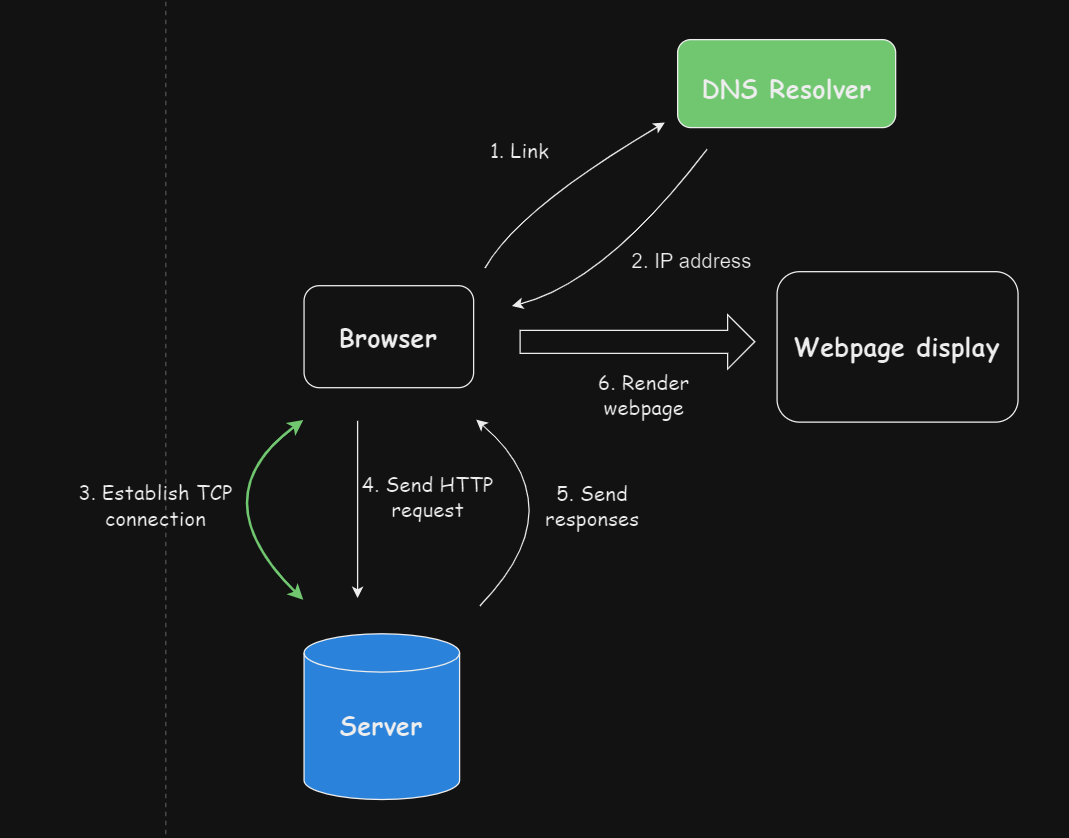 DNS Resolver
1. Link
2. IP address
Browser
Webpage display
6. Render
webpage
3. Establish TCP
connection
4. Send HTTP
request
5. Send
responses
Server